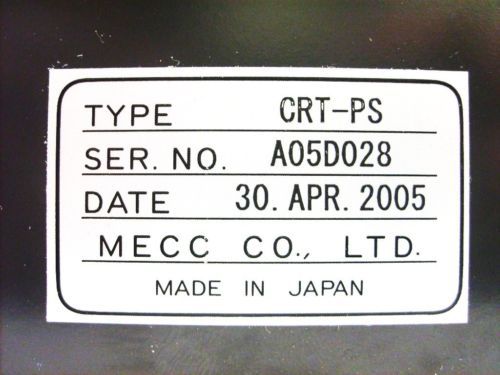 TYPE CRT-PS
SER. NO. A05D028
DATE 30. APR. 2005
MECC CO., LTD.
MADE IN JAPAN